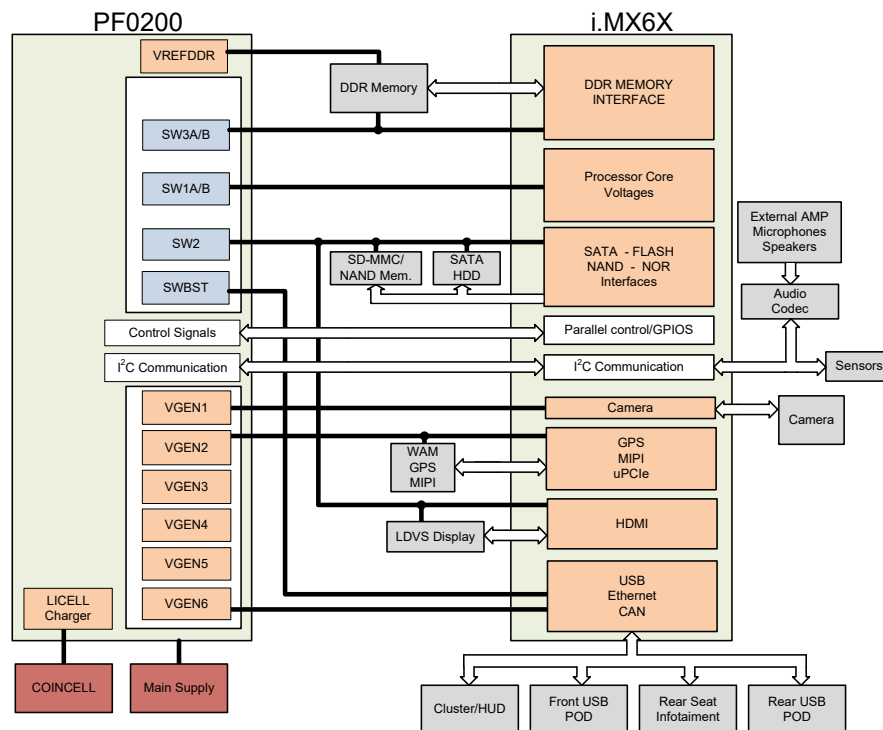 PF0200
i.MX6X
VREFDDR
DDR Memory
DDR MEMORY
INTERFACE
SW3A/B
SW1A/B
Processor Core
Voltages
SW2
SD-MMC/
NAND Mem.
SATA
HDD
SATA - FLASH
NAND - NOR
Interfaces
External AMP
Microphones
Speakers
SWBST
Audio
Codec
Control Signals
Parallel control/GPIOS
I²C Communication
I²C Communication
Sensors
VGEN1
Camera
Camera
VGEN2
WAM
GPS
MIPI
GPS
MIPI
uPCIe
VGEN3
VGEN4
LDVS Display
HDMI
VGEN5
VGEN6
USB
Ethernet
CAN
LICELL
Charger
COINCELL
Main Supply
Cluster/HUD
Front USB
POD
Rear Seat
Infotaiment
Rear USB
POD